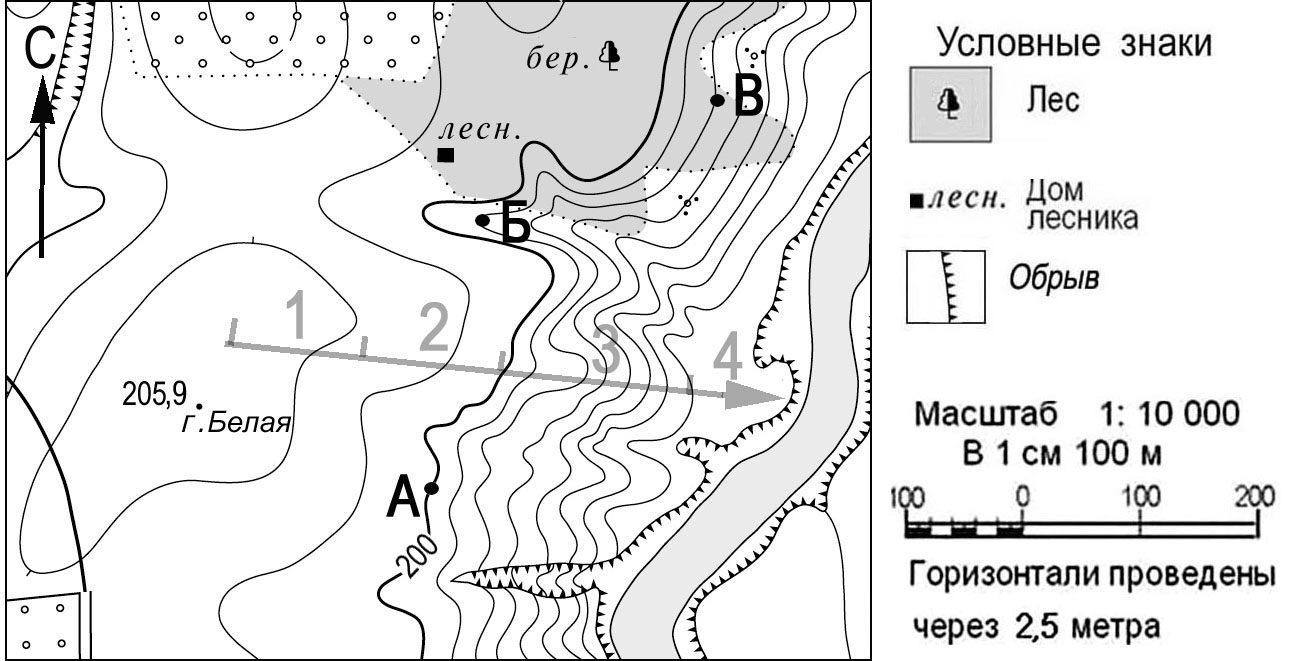 С
бер.
В
лесн.
Б
1
2
3
4
205,9
г.Белая
А
200
Условные знаки
Лес
лесн.
Дом
лесника
Обрыв
Масштаб 1: 10 000
В 1 см 100 м
100 0 100 200
Горизонтали проведены
через 2,5 метра